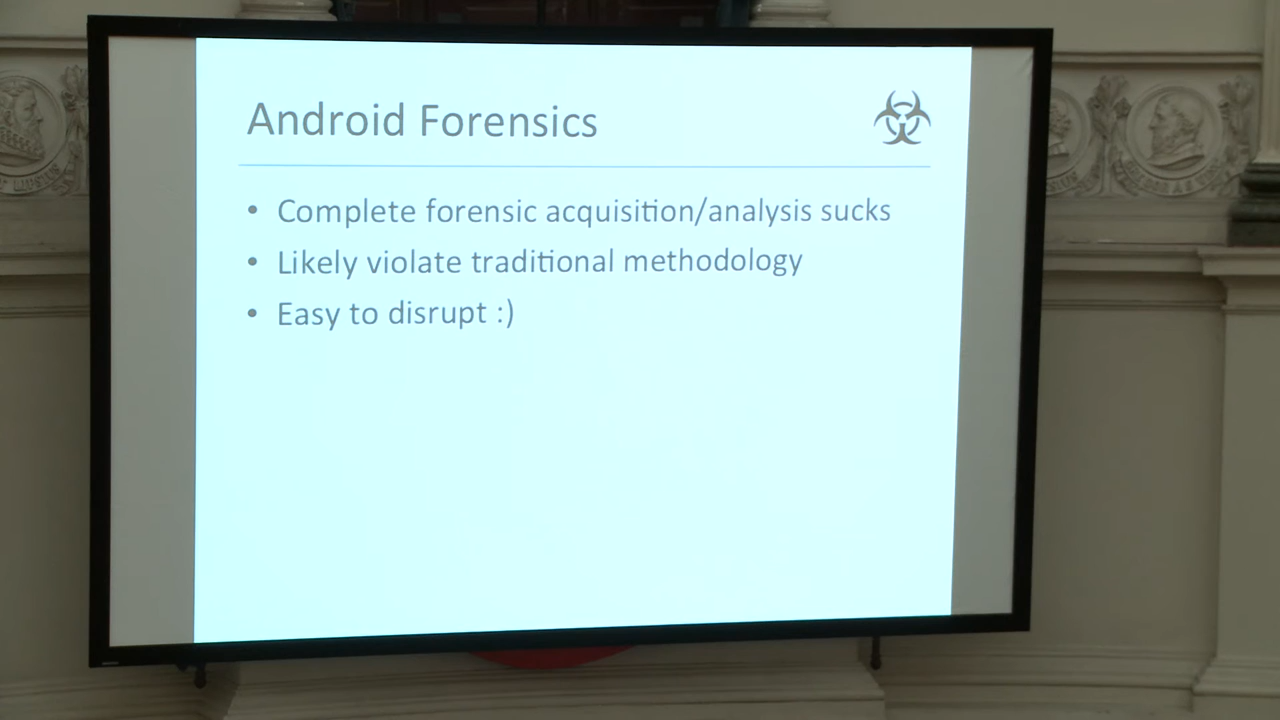 Android Forensics
• Complete forensic acquisition/analysis sucks
• Likely violate traditional methodology
• Easy to disrupt :)